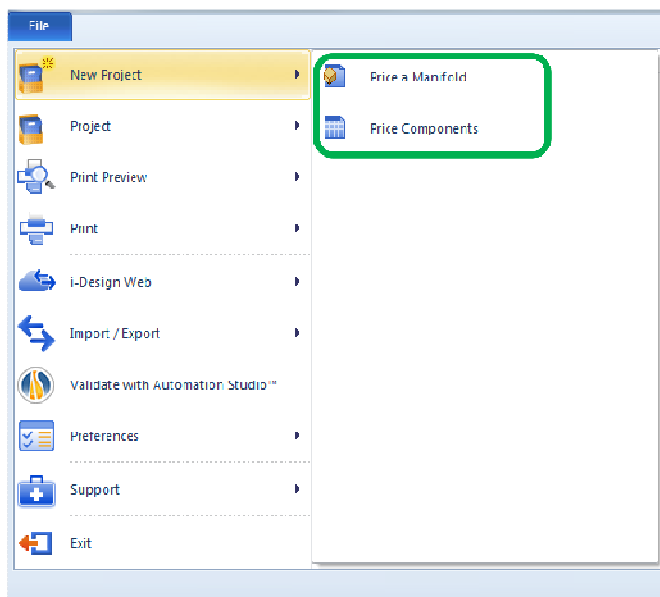 File
New Project
Price a Manifold
Project
Price Components
Print Preview
Print
i-Design Web
Import / Export
Validate with Automation Studio™
Preferences
Support
Exit